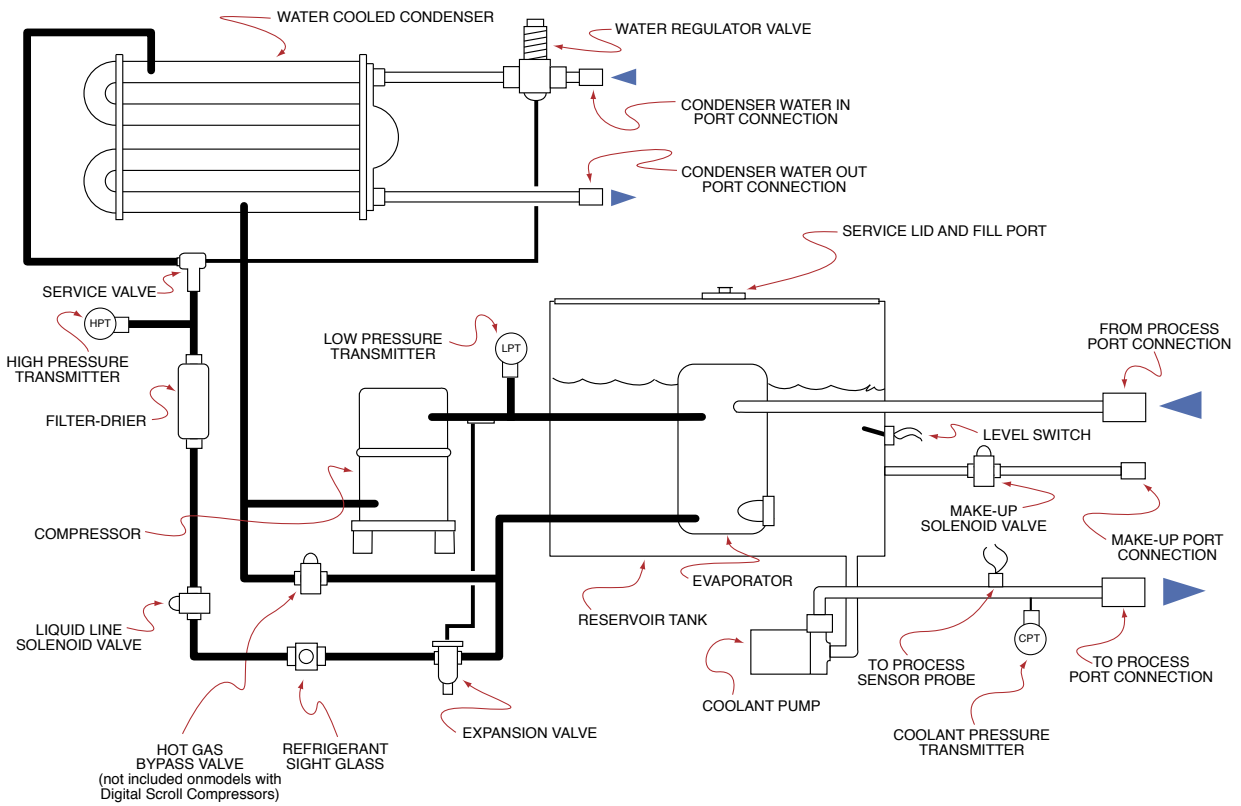 WATER COOLED CONDENSER
WATER REGULATOR VALVE
CONDENSER WATER IN
PORT CONNECTION
CONDENSER WATER OUT
PORT CONNECTION
SERVICE LID AND FILL PORT
SERVICE VALVE
HPT
HIGH PRESSURE
TRANSMITTER
LOW PRESSURE
TRANSMITTER
LPT
FROM PROCESS
PORT CONNECTION
FILTER-DRIER
LEVEL SWITCH
MAKE-UP
SOLENOID VALVE
MAKE-UP PORT
CONNECTION
COMPRESSOR
EVAPORATOR
RESERVOIR TANK
LIQUID LINE
SOLENOID VALVE
CPT
TO PROCESS
SENSOR PROBE
TO PROCESS
PORT CONNECTION
COOLANT PUMP
COOLANT PRESSURE
TRANSMITTER
EXPANSION VALVE
HOT GAS
BYPASS VALVE
(not included onmodels with
Digital Scroll Compressors)
REFRIGERANT
SIGHT GLASS